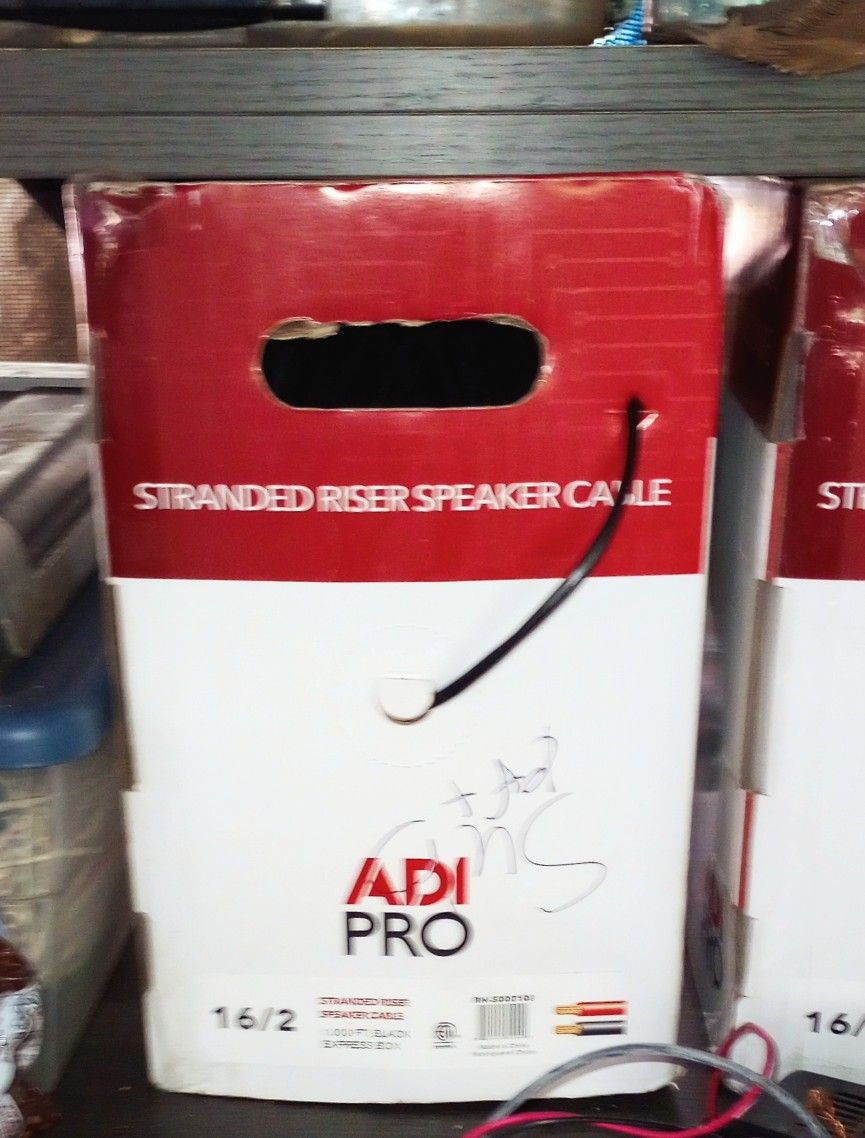 STRANDED RISER SPEAKER CABLE
ADI
PRO
16/2
STRANDED RISER
SPEAKER CABLE
1,000 FT/BLACK
EXPRESS BOX
ST
16/